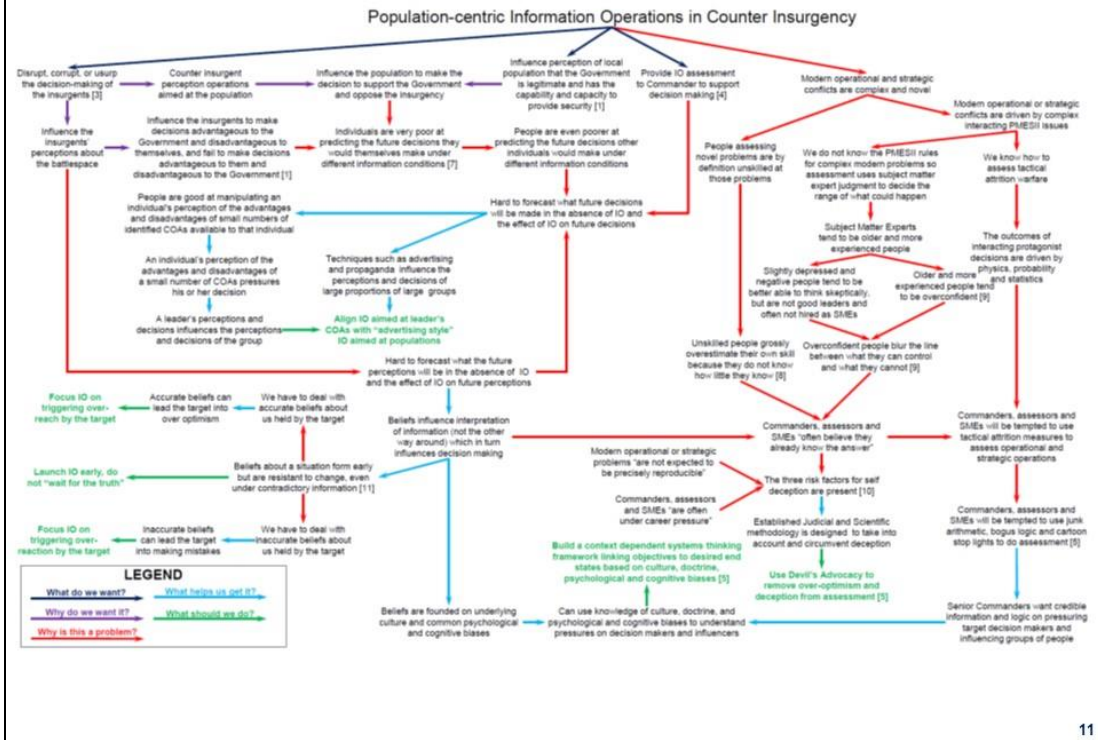 Population-centric Information Operations in Counter Insurgency
Disrupt, corrupt, or usurp
the decision-making of
the insurgents [3]
Counter insurgent
perception operations
aimed at the population
Influence the population to make the
decision to support the Government
and oppose the insurgency
Influence perception of local
population that the Government
is legitimate and has the
capability and capacity to
provide security [1]
Provide IO assessment
to Commander to support
decision making [4]
Modern operational and strategic
conflicts are complex and novel
Modern operational or strategic
conflicts are driven by complex
interacting PMESII issues
Influence the
insurgents'
perceptions about
the battlespace
Influence the insurgents to make
decisions advantageous to the
Government and disadvantageous to
themselves, and fail to make decisions
advantageous to them and
disadvantageous to the Government [1]
Individuals are very poor at
predicting the future decisions they
would themselves make under
different information conditions [7]
People are even poorer at
predicting the future decisions other
individuals would make under
different information conditions
People assessing
novel problems are by
definition unskilled at
those problems
We do not know the PMESII rules
for complex modern problems so
assessment uses subject matter
expert judgment to decide the
range of what could happen
We know how to
assess tactical
attrition warfare
People are good at manipulating an
individual's perception of the advantages
and disadvantages of small numbers of
identified COAs available to that individual
Hard to forecast what future decisions
will be made in the absence of IO and
the effect of IO on future decisions
Subject Matter Experts
tend to be older and more
experienced people
The outcomes of
interacting protagonist
decisions are driven by
physics, probability
and statistics
An individual's perception of the
advantages and disadvantages of
a small number of COAs pressures
his or her decision
Techniques such as advertising
and propaganda influence the
perceptions and decisions of
large proportions of large groups
Slightly depressed and
negative people tend to be
better able to think skeptically,
but are not good leaders and
often not hired as SMEs
Older and more
experienced people tend
to be overconfident [9]
A leader's perceptions and
decisions influences the perceptions
and decisions of the group
Align IO aimed at leader's
COAs with "advertising style"
IO aimed at populations
Unskilled people grossly
overestimate their own skill
because they do not know
how little they know [8]
Overconfident people blur the line
between what they can control
and what they cannot [9]
Hard to forecast what the future
perceptions will be in the absence of IO
and the effect of IO on future perceptions
Focus IO on
triggering over-
reach by the target
Accurate beliefs can
lead the target into
over optimism
We have to deal with
accurate beliefs about
us held by the target
Beliefs influence interpretation
of information (not the other
way around) which in turn
influences decision making
Commanders, assessors and
SMEs "often believe they
already know the answer"
Commanders, assessors and
SMEs will be tempted to use
tactical attrition measures to
assess operational and
strategic operations
Modern operational or strategic
problems "are not expected to
be precisely reproducible"
Launch IO early, do
not "wait for the truth"
Beliefs about a situation form early
but are resistant to change, even
under contradictory information [11]
The three risk factors for self
deception are present [10]
Commanders, assessors
and SMEs "are often
under career pressure"
Commanders, assessors and
SMEs will be tempted to use junk
arithmetic, bogus logic and cartoon
stop lights to do assessment [5]
Focus IO on
triggering over-
reaction by the target
Inaccurate beliefs
can lead the target
into making mistakes
We have to deal with
inaccurate beliefs about
us held by the target
Established Judicial and Scientific
methodology is designed to take into
account and circumvent deception
Build a context dependent systems thinking
framework linking objectives to desired end
states based on culture, doctrine,
psychological and cognitive biases [5]
Use Devil's Advocacy to
remove over-optimism and
deception from assessment [5]
LEGEND
What do we want?
What helps us get it?
Why do we want it?
What should we do?
Why is this a problem?
Beliefs are founded on underlying
culture and common psychological
and cognitive biases
Can use knowledge of culture, doctrine, and
psychological and cognitive biases to understand
pressures on decision makers and influencers
Senior Commanders want credible
information and logic on pressuring
target decision makers and
influencing groups of people
11